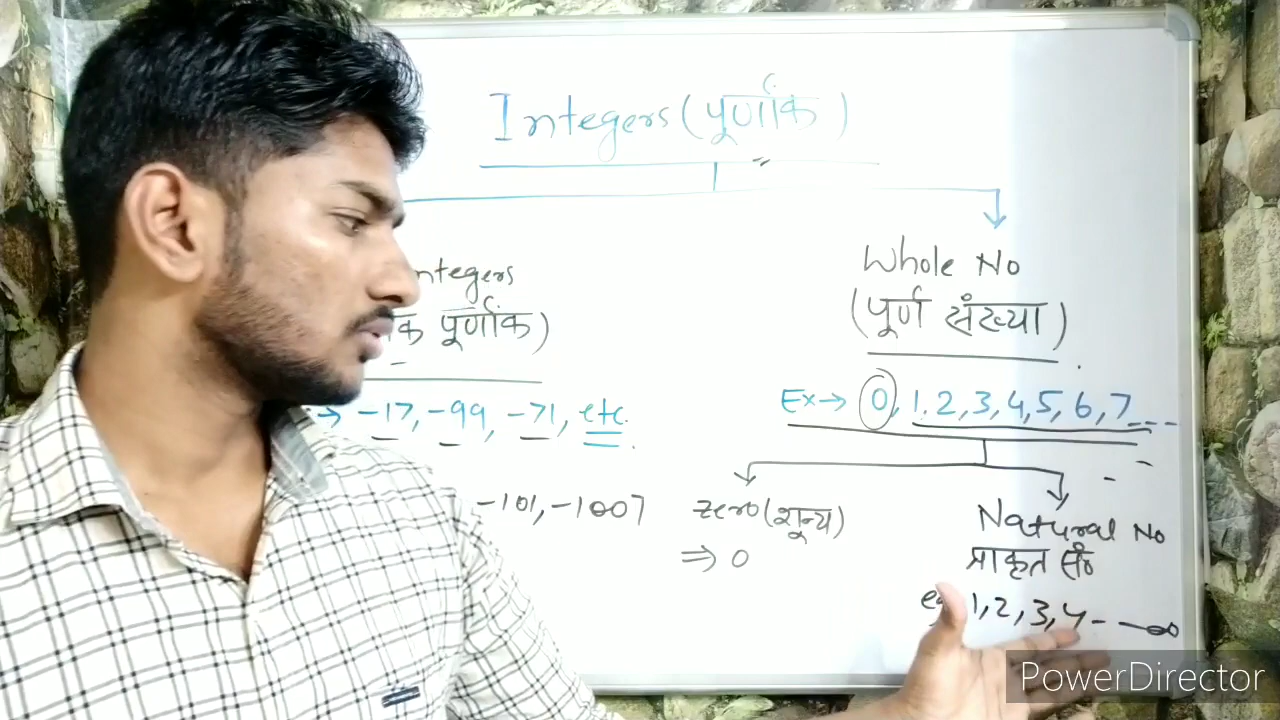 Integers (पूर्णांक)
ntegers
क पूर्णांक)
→ -17, -99, -71, etc.
-101, -1007
Whole No
(पूर्ण संख्या)
Ex→ 0, 1, 2, 3, 4, 5, 6, 7---
zero (शून्य)
⇒ 0
Natural No
प्राकृत सं०
1, 2, 3, 4 - —∞
PowerDirector